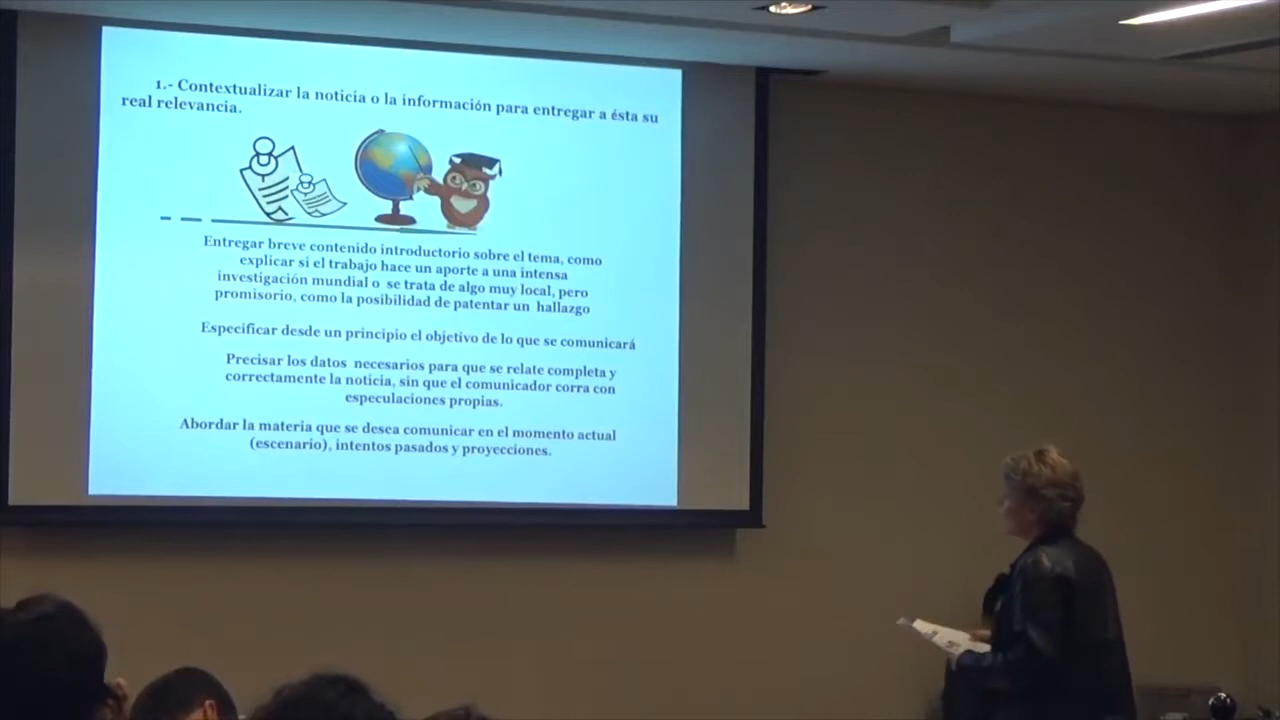 1.- Contextualizar la noticia o la información para entregar a ésta su
real relevancia.
Entregar breve contenido introductorio sobre el tema, como
explicar si el trabajo hace un aporte a una intensa
investigación mundial o se trata de algo muy local, pero
promisorio, como la posibilidad de patentar un hallazgo
Especificar desde un principio el objetivo de lo que se comunicará
Precisar los datos necesarios para que se relate completa y
correctamente la noticia, sin que el comunicador corra con
especulaciones propias.
Abordar la materia que se desea comunicar en el momento actual
(escenario), intentos pasados y proyecciones.